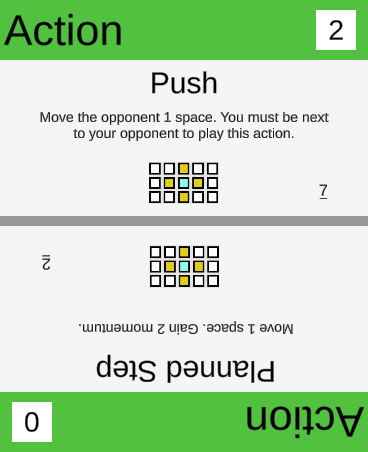 Action 2
Push
Move the opponent 1 space. You must be next
to your opponent to play this action.
7
Action 0
Planned Step
Move 1 space. Gain 2 momentum.
2